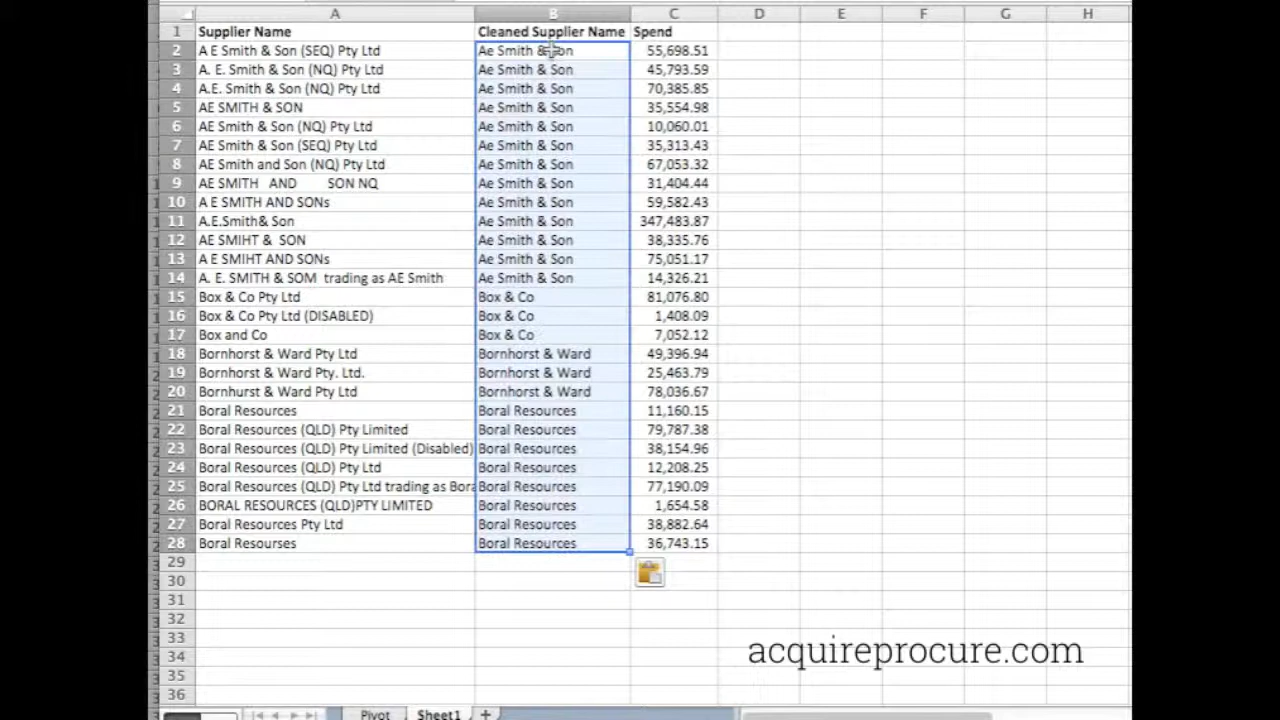 A B C D E F G H
1 Supplier Name Cleaned Supplier Name Spend
2 A E Smith & Son (SEQ) Pty Ltd Ae Smith & Son 55,698.51
3 A. E. Smith & Son (NQ) Pty Ltd Ae Smith & Son 45,793.59
4 A.E. Smith & Son (NQ) Pty Ltd Ae Smith & Son 70,385.85
5 AE SMITH & SON Ae Smith & Son 35,554.98
6 AE Smith & Son (NQ) Pty Ltd Ae Smith & Son 10,060.01
7 AE Smith & Son (SEQ) Pty Ltd Ae Smith & Son 35,313.43
8 AE Smith and Son (NQ) Pty Ltd Ae Smith & Son 67,053.32
9 AE SMITH AND SON NQ Ae Smith & Son 31,404.44
10 A E SMITH AND SONs Ae Smith & Son 59,582.43
11 A.E.Smith& Son Ae Smith & Son 347,483.87
12 AE SMIHT & SON Ae Smith & Son 38,335.76
13 A E SMIHT AND SONs Ae Smith & Son 75,051.17
14 A. E. SMITH & SOM trading as AE Smith Ae Smith & Son 14,326.21
15 Box & Co Pty Ltd Box & Co 81,076.80
16 Box & Co Pty Ltd (DISABLED) Box & Co 1,408.09
17 Box and Co Box & Co 7,052.12
18 Bornhorst & Ward Pty Ltd Bornhorst & Ward 49,396.94
19 Bornhorst & Ward Pty. Ltd. Bornhorst & Ward 25,463.79
20 Bornhurst & Ward Pty Ltd Bornhorst & Ward 78,036.67
21 Boral Resources Boral Resources 11,160.15
22 Boral Resources (QLD) Pty Limited Boral Resources 79,787.38
23 Boral Resources (QLD) Pty Limited (Disabled) Boral Resources 38,154.96
24 Boral Resources (QLD) Pty Ltd Boral Resources 12,208.25
25 Boral Resources (QLD) Pty Ltd trading as Bora Boral Resources 77,190.09
26 BORAL RESOURCES (QLD)PTY LIMITED Boral Resources 1,654.58
27 Boral Resources Pty Ltd Boral Resources 38,882.64
28 Boral Resourses Boral Resources 36,743.15
29
30
31
32
33
34
35
36
acquireprocure.com
Pivot Sheet1